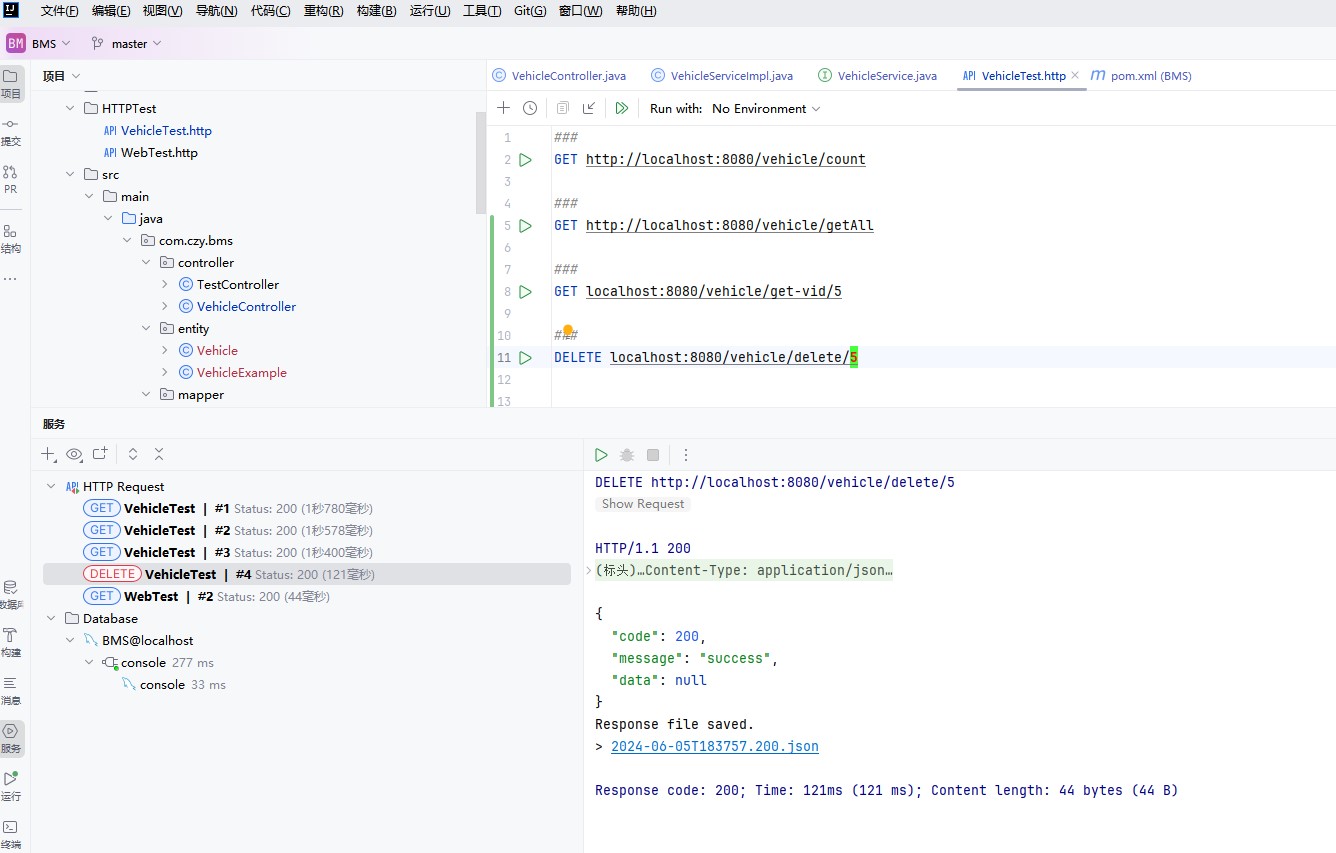 文件(F) 编辑(E) 视图(V) 导航(N) 代码(C) 重构(R) 构建(B) 运行(U) 工具(T) Git(G) 窗口(W) 帮助(H)
BM BMS master
项目
VehicleController.java VehicleServiceImpl.java VehicleService.java API VehicleTest.http m pom.xml (BMS)
项目
提交
PR
结构
HTTPTest
API VehicleTest.http
API WebTest.http
src
main
java
com.czy.bms
controller
TestController
VehicleController
entity
Vehicle
VehicleExample
mapper
Run with: No Environment
1 ###
2 GET http://localhost:8080/vehicle/count
3
4 ###
5 GET http://localhost:8080/vehicle/getAll
6
7 ###
8 GET localhost:8080/vehicle/get-vid/5
9
10 ###
11 DELETE localhost:8080/vehicle/delete/5
12
13
服务
API HTTP Request
GET VehicleTest | #1 Status: 200 (1秒780毫秒)
GET VehicleTest | #2 Status: 200 (1秒578毫秒)
GET VehicleTest | #3 Status: 200 (1秒400毫秒)
DELETE VehicleTest | #4 Status: 200 (121毫秒)
GET WebTest | #2 Status: 200 (44毫秒)
Database
BMS@localhost
console 277 ms
console 33 ms
DELETE http://localhost:8080/vehicle/delete/5
Show Request
HTTP/1.1 200
(标头)…Content-Type: application/json…
{
"code": 200,
"message": "success",
"data": null
}
Response file saved.
> 2024-06-05T183757.200.json
Response code: 200; Time: 121ms (121 ms); Content length: 44 bytes (44 B)
数据库
构建
消息
服务
运行
终端